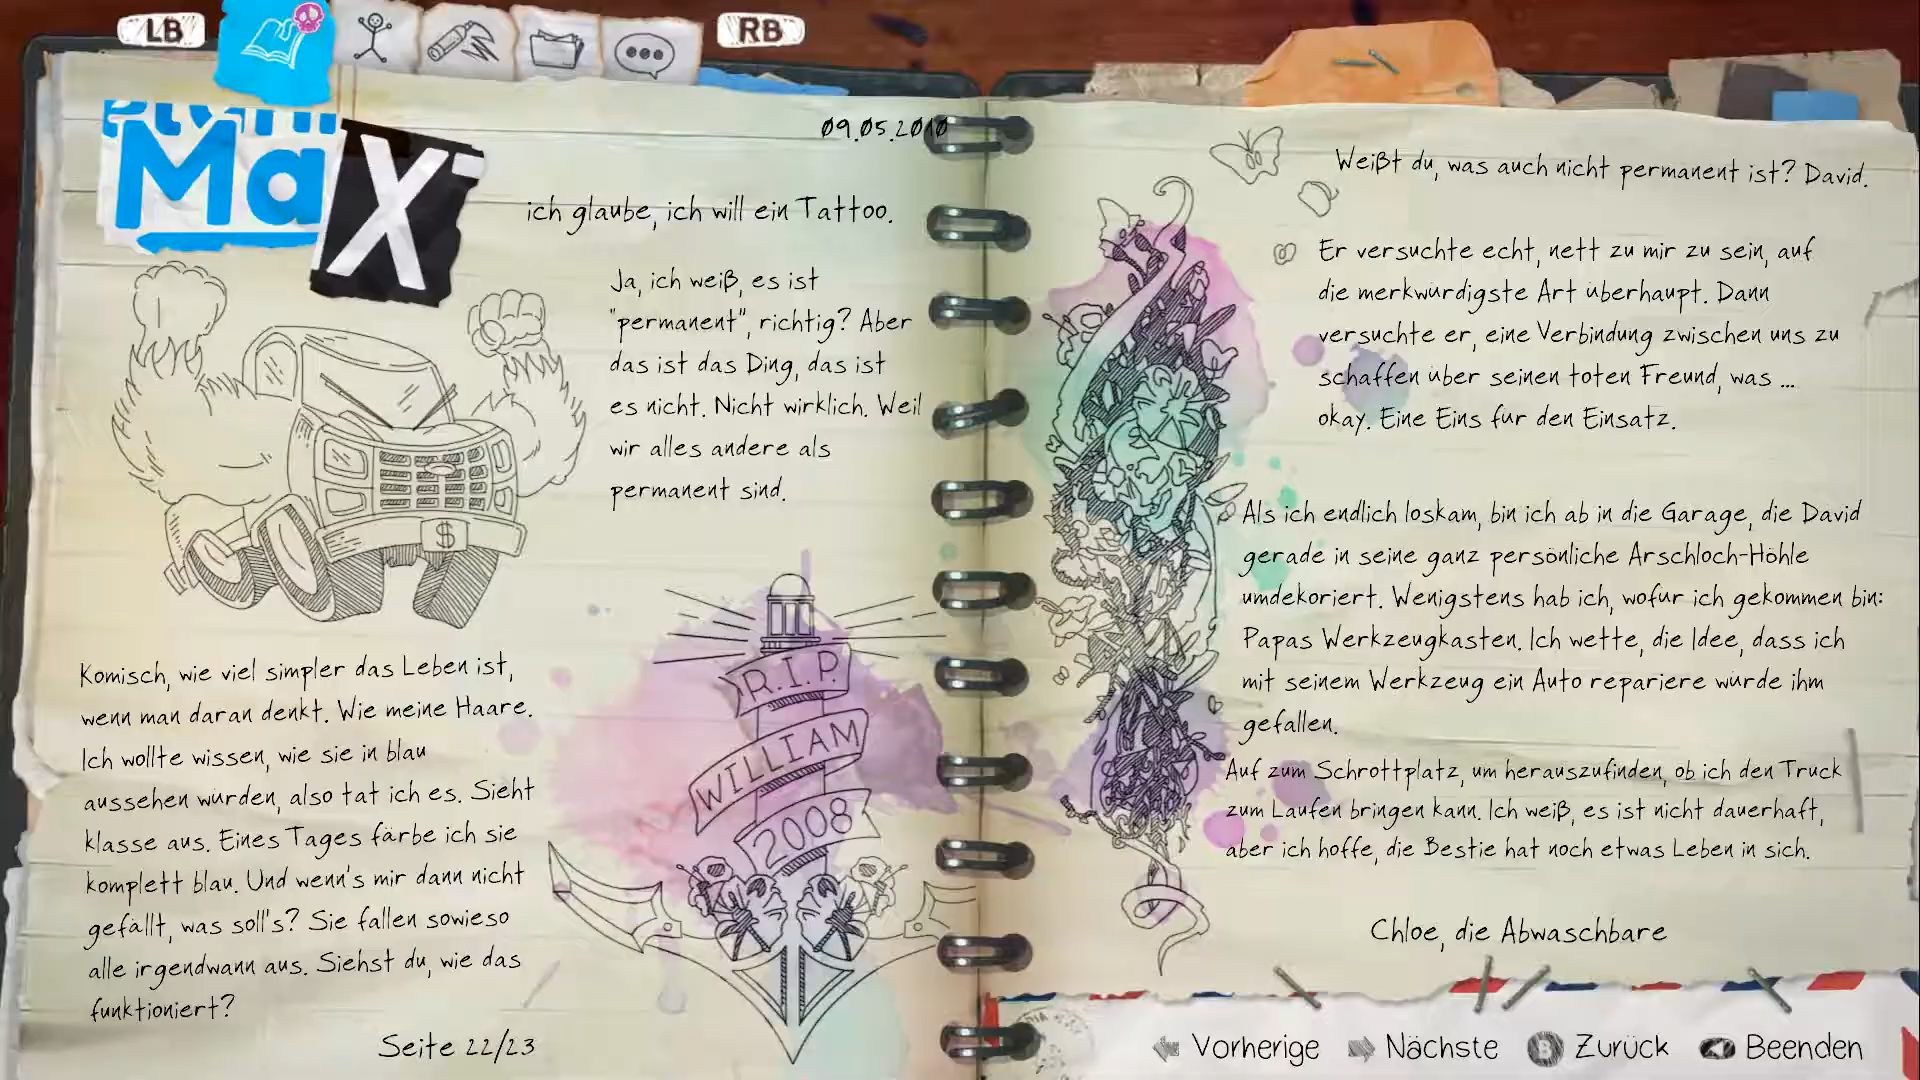 LB
RB
MaX
09.05.2010
ich glaube, ich will ein Tattoo.
Ja, ich weiß, es ist
"permanent", richtig? Aber
das ist das Ding, das ist
es nicht. Nicht wirklich. Weil
wir alles andere als
permanent sind.
$
Komisch, wie viel simpler das Leben ist,
wenn man daran denkt. Wie meine Haare.
Ich wollte wissen, wie sie in blau
aussehen würden, also tat ich es. Sieht
klasse aus. Eines Tages färbe ich sie
komplett blau. Und wenn's mir dann nicht
gefällt, was soll's? Sie fallen sowieso
alle irgendwann aus. Siehst du, wie das
funktioniert?
R.I.P.
WILLIAM
2008
Seite 22/23
Weißt du, was auch nicht permanent ist? David.
Er versuchte echt, nett zu mir zu sein, auf
die merkwürdigste Art überhaupt. Dann
versuchte er, eine Verbindung zwischen uns zu
schaffen über seinen toten Freund, was ...
okay. Eine Eins für den Einsatz.
Als ich endlich loskam, bin ich ab in die Garage, die David
gerade in seine ganz persönliche Arschloch-Höhle
umdekoriert. Wenigstens hab ich, wofür ich gekommen bin:
Papas Werkzeugkasten. Ich wette, die Idee, dass ich
mit seinem Werkzeug ein Auto repariere würde ihm
gefallen.
Auf zum Schrottplatz, um herauszufinden, ob ich den Truck
zum Laufen bringen kann. Ich weiß, es ist nicht dauerhaft,
aber ich hoffe, die Bestie hat noch etwas Leben in sich.
Chloe, die Abwaschbare
Vorherige
Nächste
B Zurück
Beenden